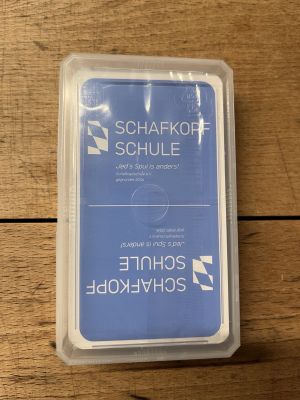 SCHAFKOPF
SCHULE
Jed's Spui is anders!
Jed's Spui is anders!
SCHULE
SCHAFKOPF